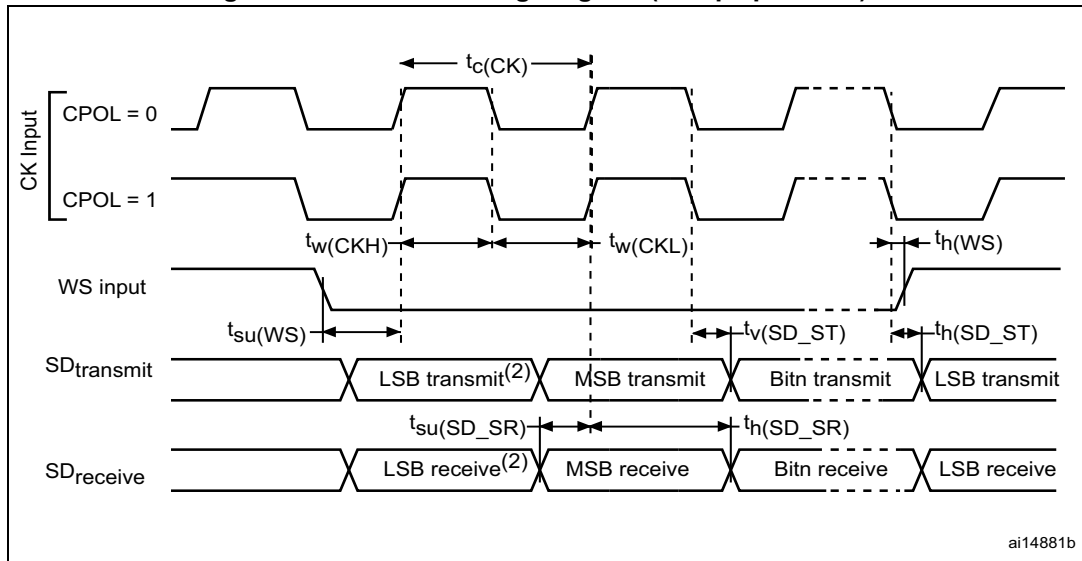 tc(CK)
CK Input
CPOL = 0
CPOL = 1
tw(CKH)
tw(CKL)
th(WS)
WS input
tsu(WS)
tv(SD_ST)
th(SD_ST)
SDtransmit
LSB transmit(2)
MSB transmit
Bitn transmit
LSB transmit
tsu(SD_SR)
th(SD_SR)
SDreceive
LSB receive(2)
MSB receive
Bitn receive
LSB receive
ai14881b